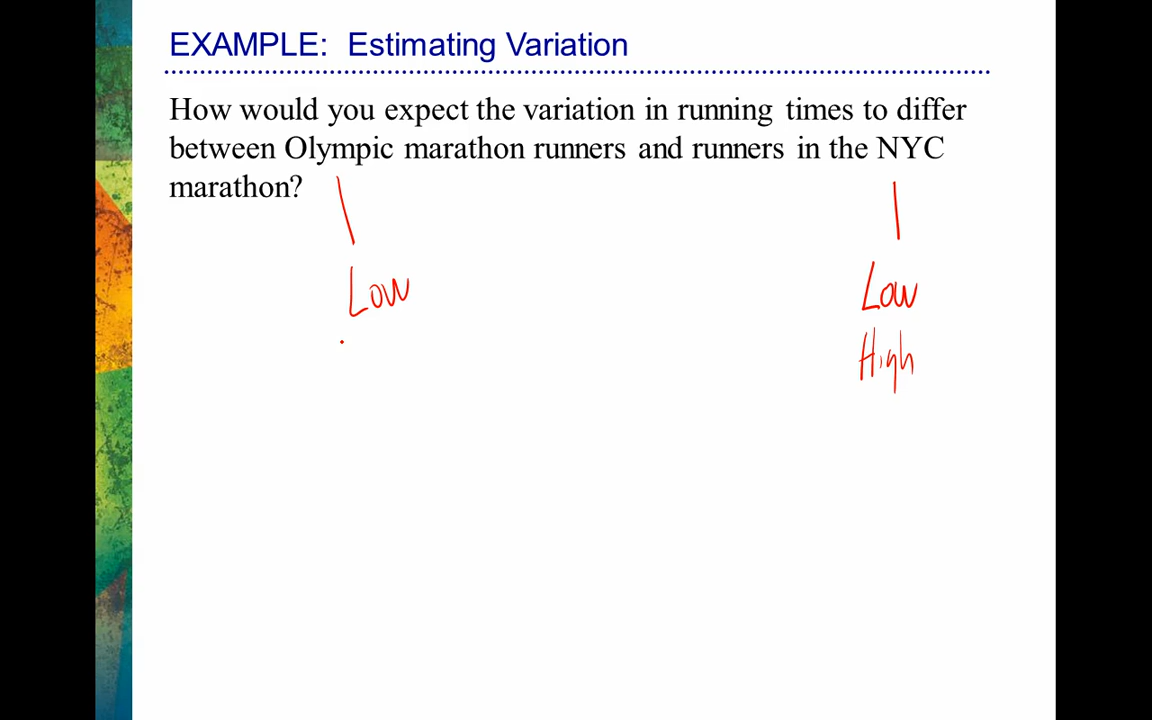 EXAMPLE: Estimating Variation
How would you expect the variation in running times to differ
between Olympic marathon runners and runners in the NYC
marathon?
Low
Low
High